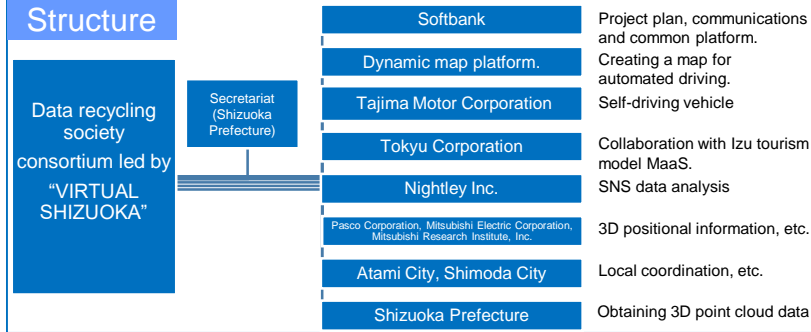 Structure
Data recycling
society
consortium led by
“VIRTUAL
SHIZUOKA”
Secretariat
(Shizuoka
Prefecture)
Softbank
Project plan, communications
and common platform.
Dynamic map platform.
Creating a map for
automated driving.
Tajima Motor Corporation
Self-driving vehicle
Tokyu Corporation
Collaboration with Izu tourism
model MaaS.
Nightley Inc.
SNS data analysis
Pasco Corporation, Mitsubishi Electric Corporation,
Mitsubishi Research Institute, Inc.
3D positional information, etc.
Atami City, Shimoda City
Local coordination, etc.
Shizuoka Prefecture
Obtaining 3D point cloud data